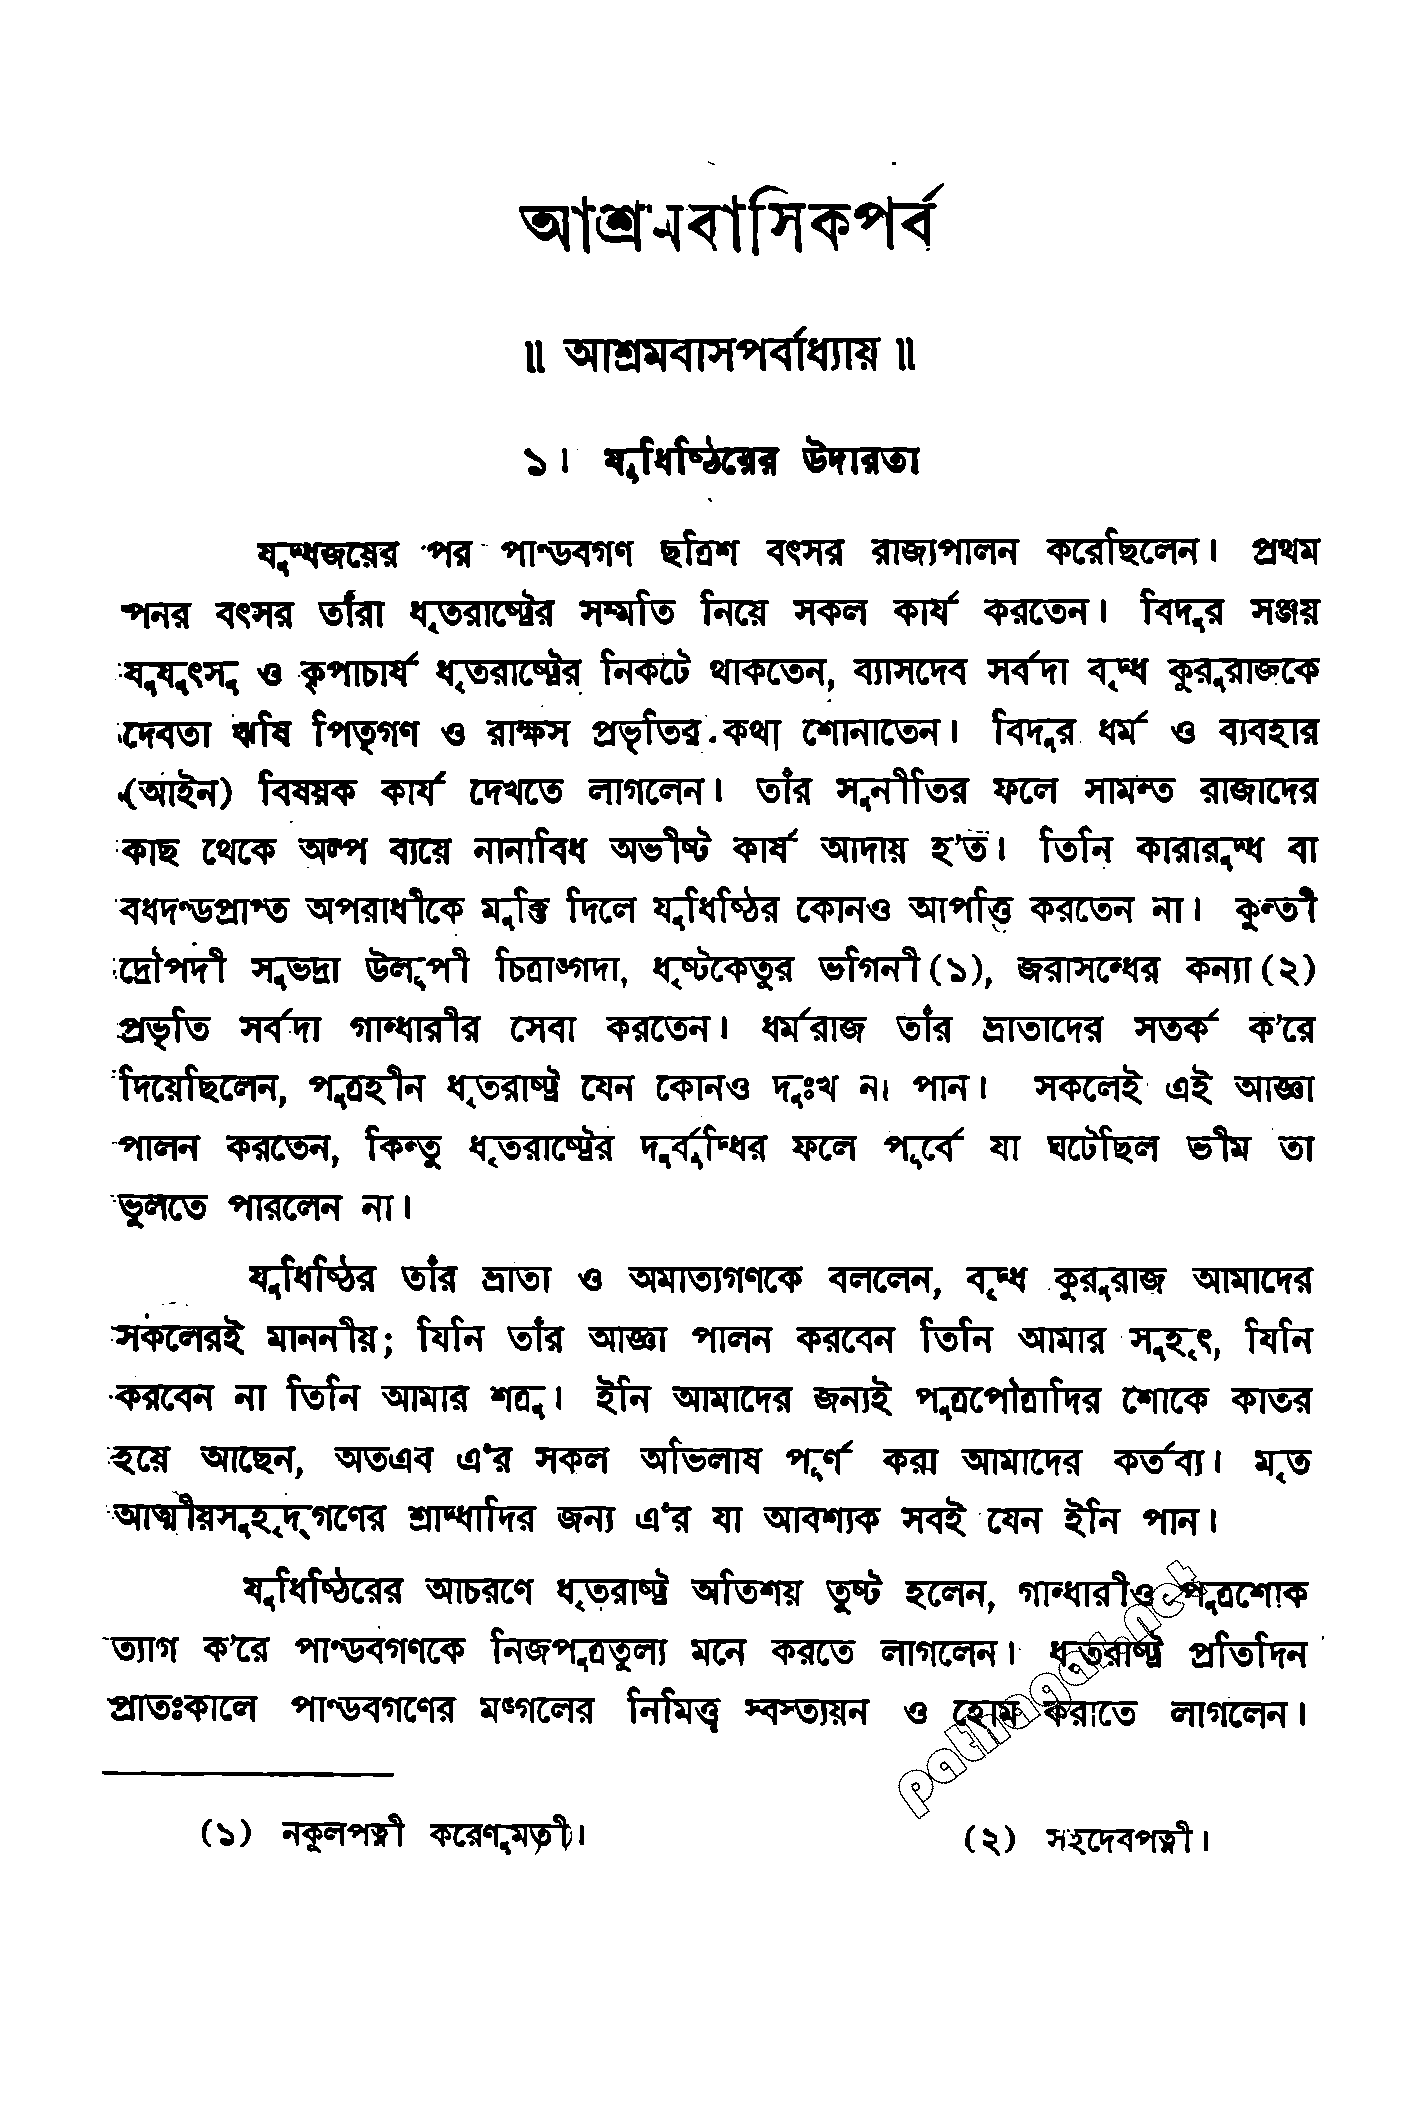 আশ্রমবাসিকপর্ব
॥ আশ্রমবাসপর্বাধ্যায় ॥
১। যুধিষ্ঠিরের উদারতা
যুদ্ধজয়ের পর পাণ্ডবগণ ছত্রিশ বৎসর রাজ্যপালন করেছিলেন। প্রথম
পনর বৎসর তাঁরা ধৃতরাষ্ট্রের সম্মতি নিয়ে সকল কার্য করতেন। বিদুর সঞ্জয়
যুযুৎসু ও কৃপাচার্য ধৃতরাষ্ট্রের নিকটে থাকতেন, ব্যাসদেব সর্বদা বৃদ্ধ কুরুরাজকে
দেবতা ঋষি পিতৃগণ ও রাক্ষস প্রভৃতির কথা শোনাতেন। বিদুর ধর্ম ও ব্যবহার
(আইন) বিষয়ক কার্য দেখতে লাগলেন। তাঁর সুনীতির ফলে সামন্ত রাজাদের
কাছ থেকে অল্প ব্যয়ে নানাবিধ অভীষ্ট কার্য আদায় হ’ত। তিনি কারারুদ্ধ বা
বধদণ্ডপ্রাপ্ত অপরাধীকে মুক্তি দিলে যুধিষ্ঠির কোনও আপত্তি করতেন না। কুন্তী
দ্রৌপদী সুভদ্রা উলূপী চিত্রাঙ্গদা, ধৃষ্টকেতুর ভগিনী(১), জরাসন্ধের কন্যা(২)
প্রভৃতি সর্বদা গান্ধারীর সেবা করতেন। ধর্মরাজ তাঁর ভ্রাতাদের সতর্ক ক’রে
দিয়েছিলেন, পুত্রহীন ধৃতরাষ্ট্র যেন কোনও দুঃখ না পান। সকলেই এই আজ্ঞা
পালন করতেন, কিন্তু ধৃতরাষ্ট্রের দুর্বুদ্ধির ফলে পূর্বে যা ঘটেছিল ভীম তা
ভুলতে পারলেন না।
যুধিষ্ঠির তাঁর ভ্রাতা ও অমাত্যগণকে বললেন, বৃদ্ধ কুরুরাজ আমাদের
সকলেরই মাননীয়; যিনি তাঁর আজ্ঞা পালন করবেন তিনি আমার সুহৃৎ, যিনি
করবেন না তিনি আমার শত্রু। ইনি আমাদের জন্যই পুত্রপৌত্রাদির শোকে কাতর
হয়ে আছেন, অতএব এ‘র সকল অভিলাষ পূর্ণ করা আমাদের কর্তব্য। মৃত
আত্মীয়সুহৃদ্‌গণের শ্রাদ্ধাদির জন্য এ‘র যা আবশ্যক সবই যেন ইনি পান।
যুধিষ্ঠিরের আচরণে ধৃতরাষ্ট্র অতিশয় তুষ্ট হলেন, গান্ধারীও পুত্রশোক
ত্যাগ ক’রে পাণ্ডবগণকে নিজপুত্রতুল্য মনে করতে লাগলেন। ধৃতরাষ্ট্র প্রতিদিন
প্রাতঃকালে পাণ্ডবগণের মঙ্গলের নিমিত্ত স্বস্ত্যয়ন ও হোম করাতে লাগলেন।
pathagar.net
(১) নকুলপত্নী করেণুমতী। (২) সহদেবপত্নী।